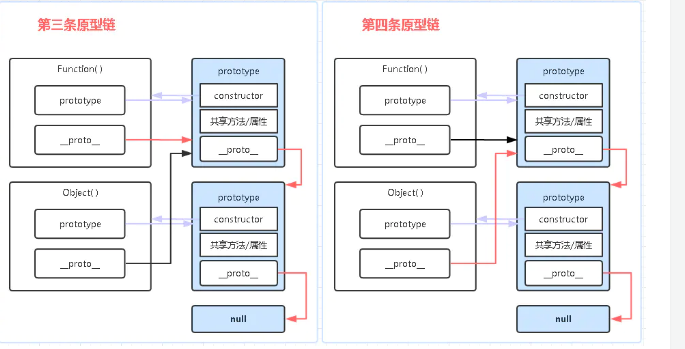 第三条原型链
Function( )
prototype
__proto__
prototype
constructor
共享方法/属性
__proto__
Object( )
prototype
__proto__
prototype
constructor
共享方法/属性
__proto__
null
第四条原型链
Function( )
prototype
__proto__
prototype
constructor
共享方法/属性
__proto__
Object( )
prototype
__proto__
prototype
constructor
共享方法/属性
__proto__
null